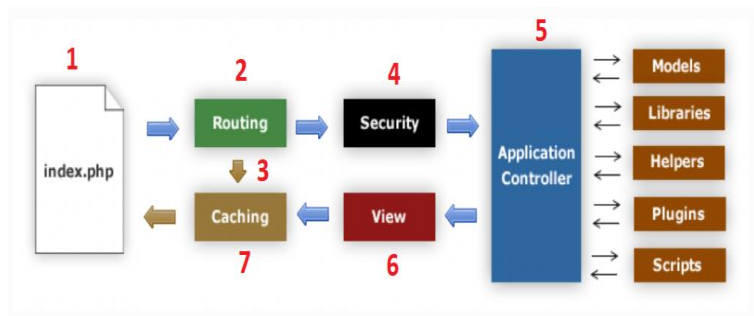 1
index.php
2
Routing
3
4
Security
5
Application
Controller
Models
Libraries
Helpers
Plugins
Scripts
View
6
Caching
7